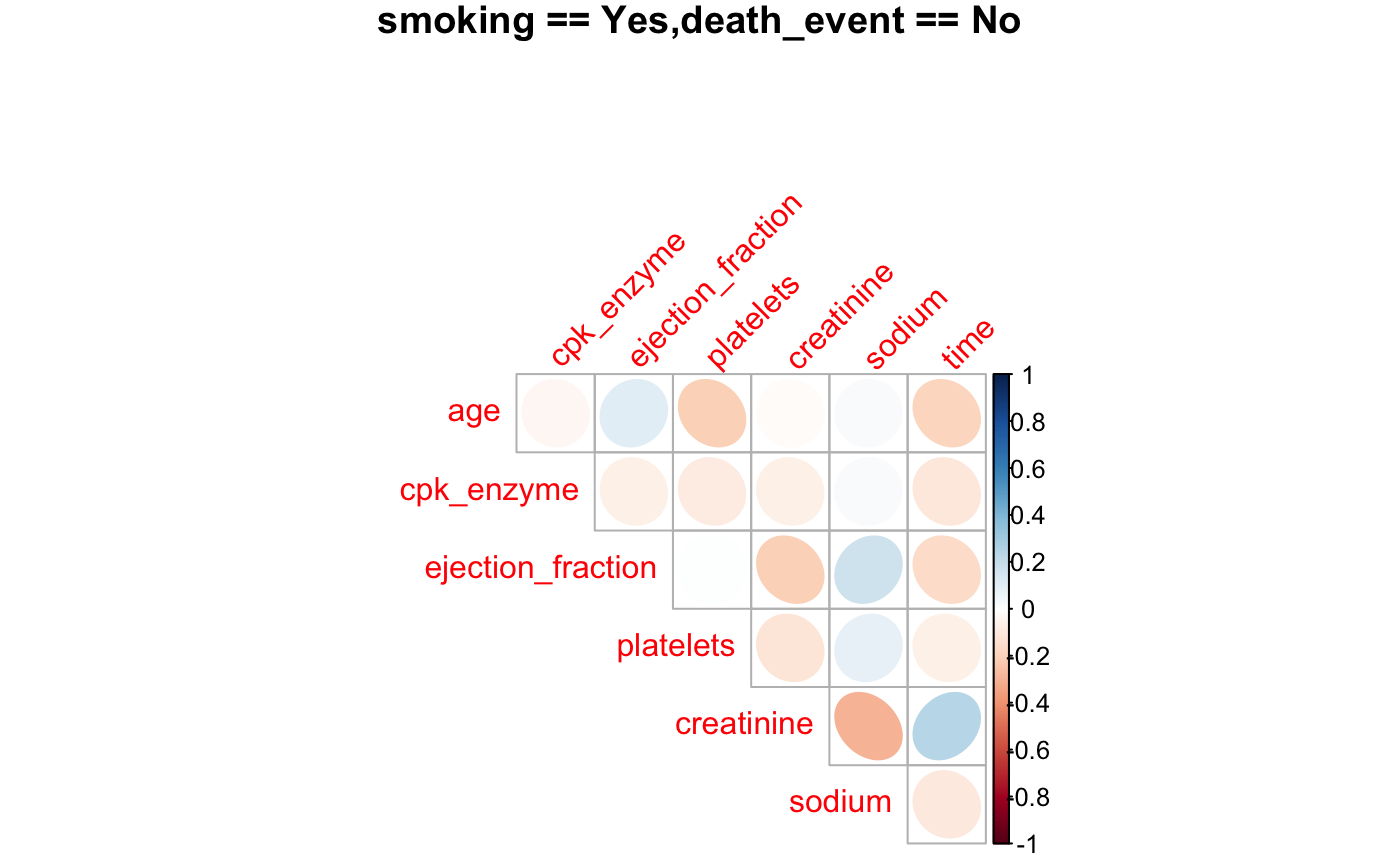 smoking == Yes,death_event == No
cpk_enzyme
ejection_fraction
platelets
creatinine
sodium
time
age
cpk_enzyme
ejection_fraction
platelets
creatinine
sodium
1
0.8
0.6
0.4
0.2
0
-0.2
-0.4
-0.6
-0.8
-1